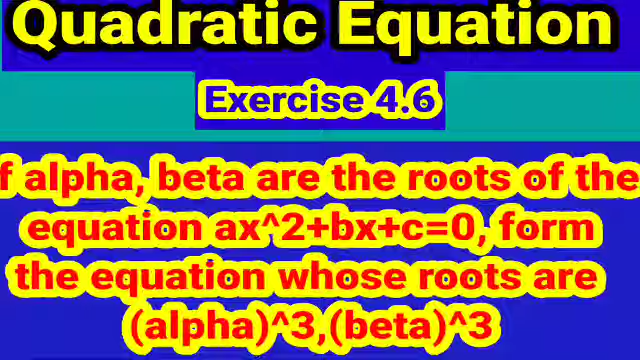 Quadratic Equation
Exercise 4.6
f alpha, beta are the roots of the
equation ax^2+bx+c=0, form
the equation whose roots are
(alpha)^3,(beta)^3